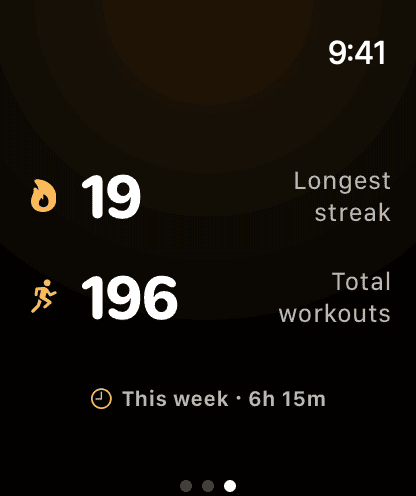 9:41
19
Longest
streak
196
Total
workouts
This week · 6h 15m